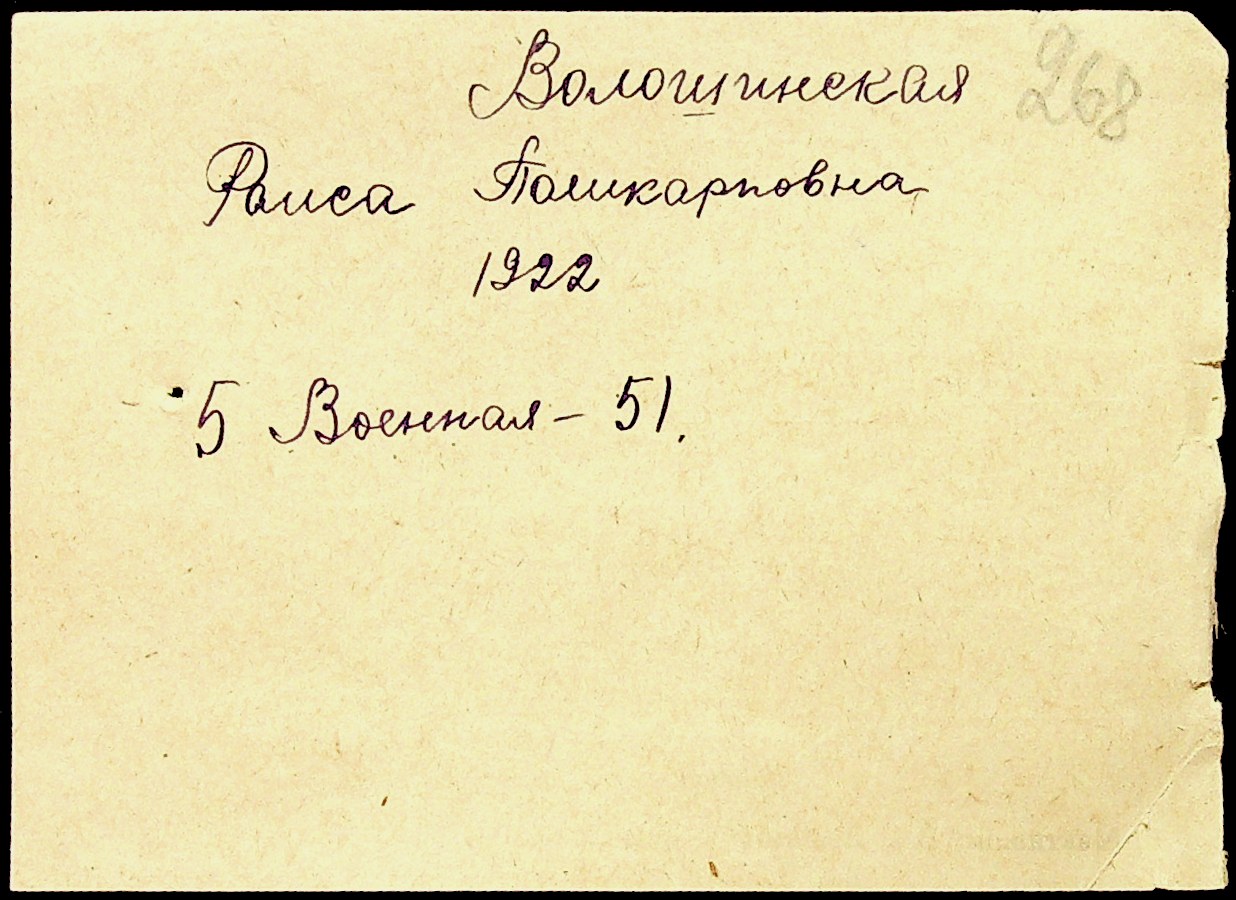 Волошинская 268
Раиса Поликарповна
1922
5 Военная – 51.